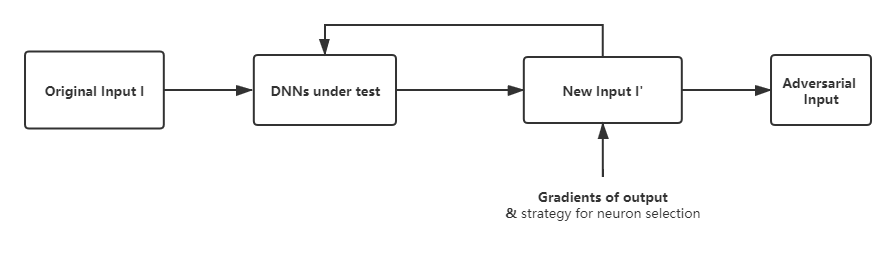 Original Input I
DNNs under test
New Input I'
Adversarial
Input
Gradients of output
& strategy for neuron selection